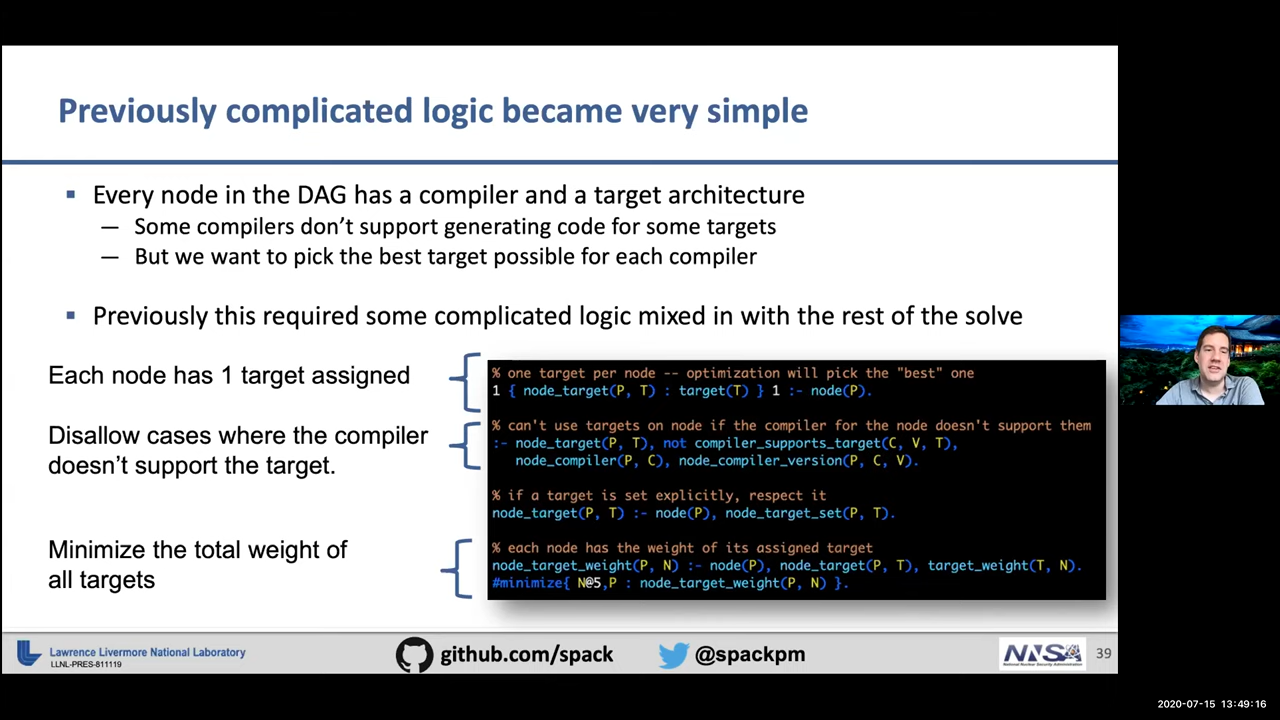 Previously complicated logic became very simple
▪ Every node in the DAG has a compiler and a target architecture
— Some compilers don’t support generating code for some targets
— But we want to pick the best target possible for each compiler
▪ Previously this required some complicated logic mixed in with the rest of the solve
Each node has 1 target assigned
Disallow cases where the compiler
doesn’t support the target.
Minimize the total weight of
all targets
% one target per node -- optimization will pick the "best" one
1 { node_target(P, T) : target(T) } 1 :- node(P).
% can't use targets on node if the compiler for the node doesn't support them
:- node_target(P, T), not compiler_supports_target(C, V, T),
node_compiler(P, C), node_compiler_version(P, C, V).
% if a target is set explicitly, respect it
node_target(P, T) :- node(P), node_target_set(P, T).
% each node has the weight of its assigned target
node_target_weight(P, N) :- node(P), node_target(P, T), target_weight(T, N).
#minimize{ N@5,P : node_target_weight(P, N) }.
Lawrence Livermore National Laboratory
LLNL-PRES-811119
github.com/spack
@spackpm
NNSA
National Nuclear Security Administration
39
2020-07-15 13:49:16